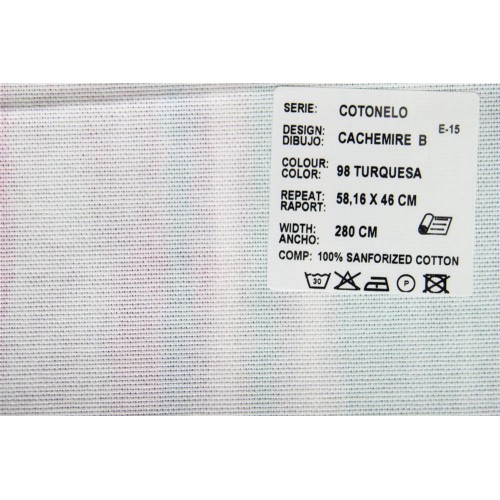 SERIE: COTONELO
E-15
DESIGN:
DIBUJO: CACHEMIRE B
COLOUR:
COLOR: 98 TURQUESA
REPEAT
RAPORT: 58,16 X 46 CM
WIDTH:
ANCHO: 280 CM
COMP: 100% SANFORIZED COTTON
30 P